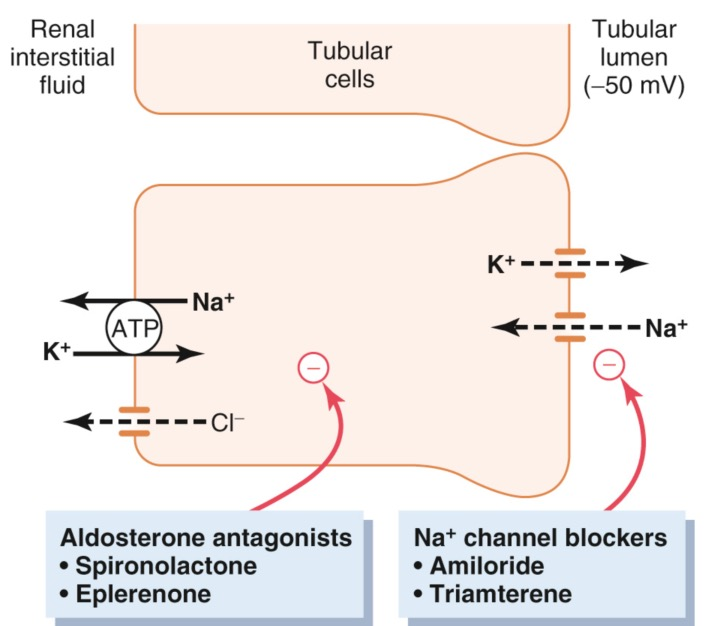 Renal
interstitial
fluid
Tubular
cells
Tubular
lumen
(–50 mV)
K⁺
Na⁺
Na⁺
ATP
K⁺
Cl⁻
–
–
Aldosterone antagonists
• Spironolactone
• Eplerenone
Na⁺ channel blockers
• Amiloride
• Triamterene